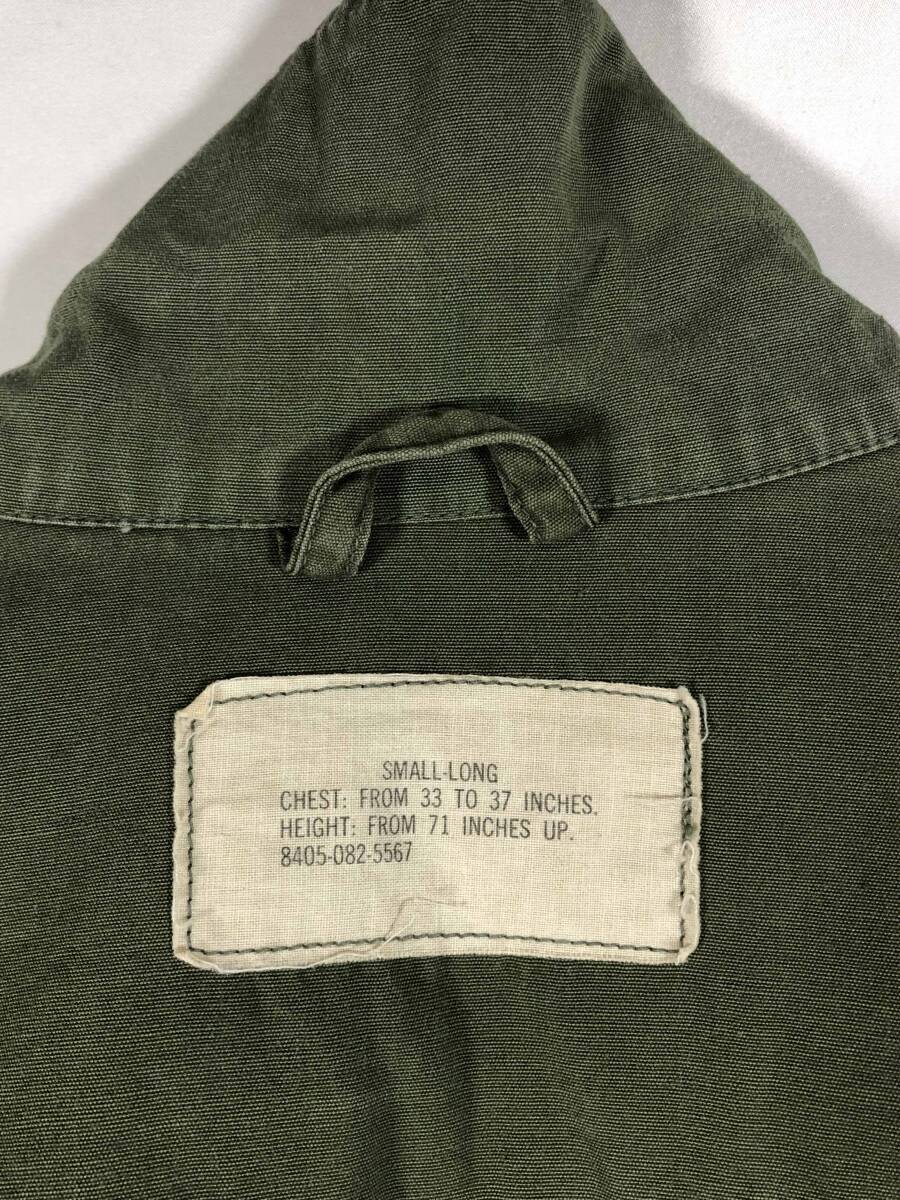 SMALL-LONG
CHEST: FROM 33 TO 37 INCHES.
HEIGHT: FROM 71 INCHES UP.
8405-082-5567